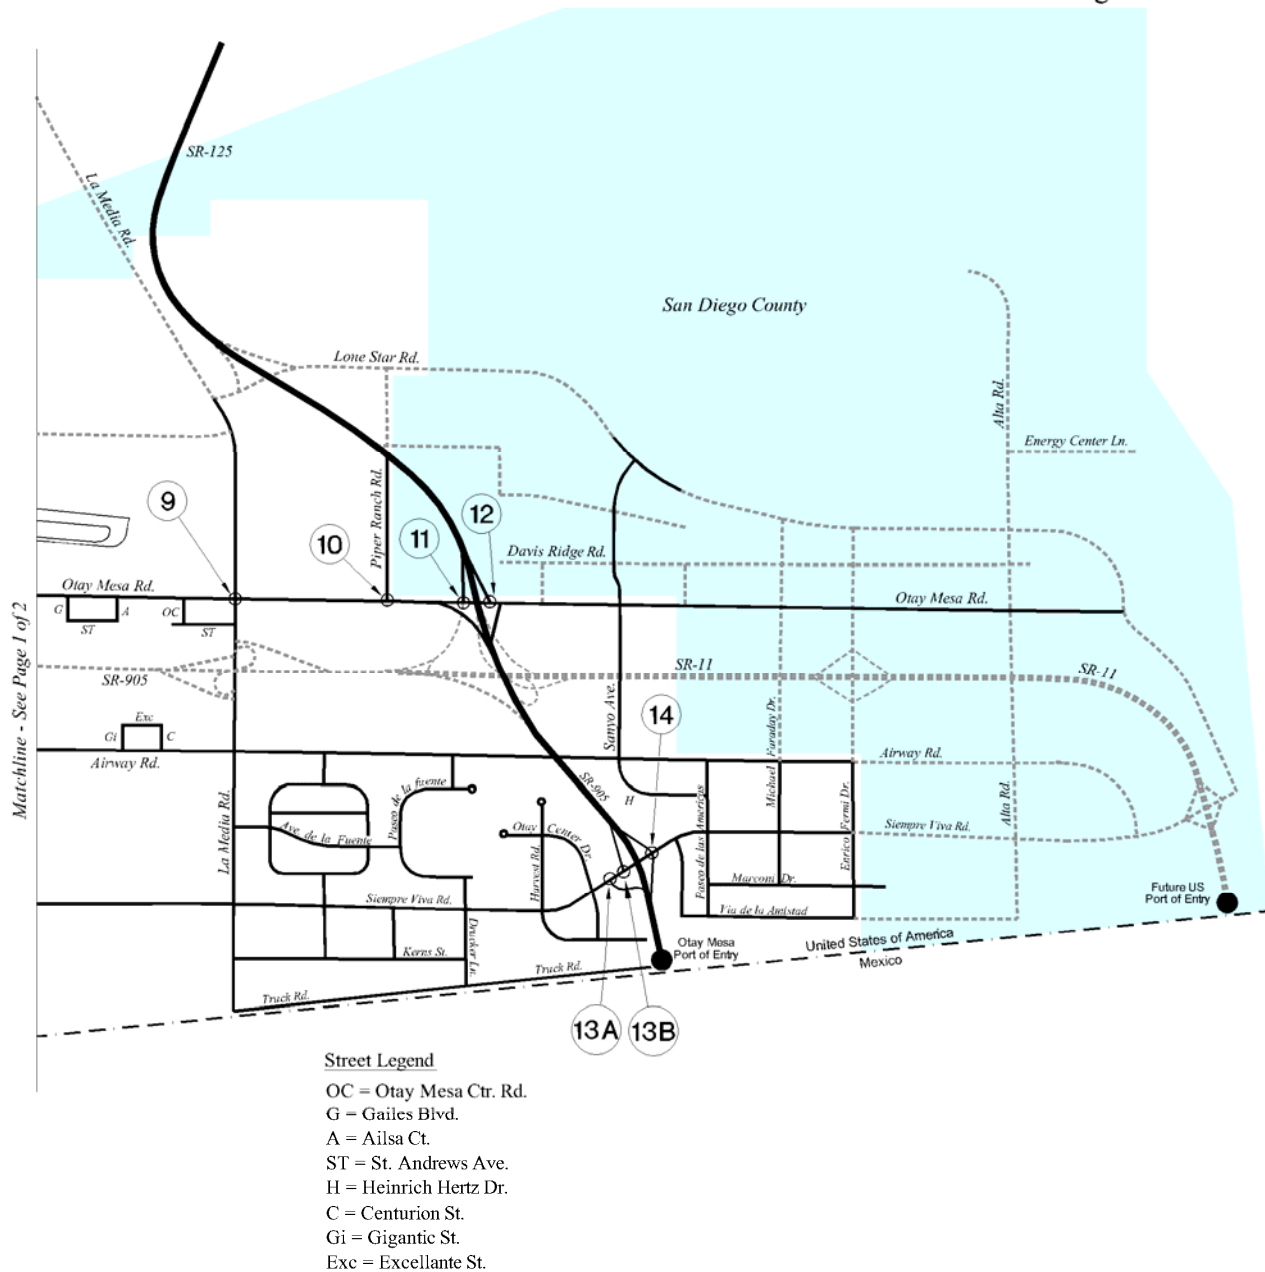 g
SR-125
La Media Rd.
San Diego County
Lone Star Rd.
Alta Rd.
Energy Center Ln.
9
12
Piper Ranch Rd.
10
11
Davis Ridge Rd.
Otay Mesa Rd.
Otay Mesa Rd.
G
A
OC
ST
ST
Matchline - See Page 1 of 2
SR-905
SR-11
SR-11
Sanyo Ave.
14
Exc
Gi
C
Michael Faraday Dr.
Airway Rd.
Airway Rd.
Paseo de la fuente
SR-905
H
La Media Rd.
Ave. de la Fuente
Otay Center Dr.
Harvest Rd.
Paseo de las Americas
Enrico Fermi Dr.
Alta Rd.
Siempre Viva Rd.
Marconi Dr.
Siempre Viva Rd.
Via de la Amistad
Future US
Port of Entry
Drucker Ln.
Kerns St.
Otay Mesa
Port of Entry
United States of America
Mexico
Truck Rd.
Truck Rd.
13A
13B
Street Legend
OC = Otay Mesa Ctr. Rd.
G = Gailes Blvd.
A = Ailsa Ct.
ST = St. Andrews Ave.
H = Heinrich Hertz Dr.
C = Centurion St.
Gi = Gigantic St.
Exc = Excellante St.